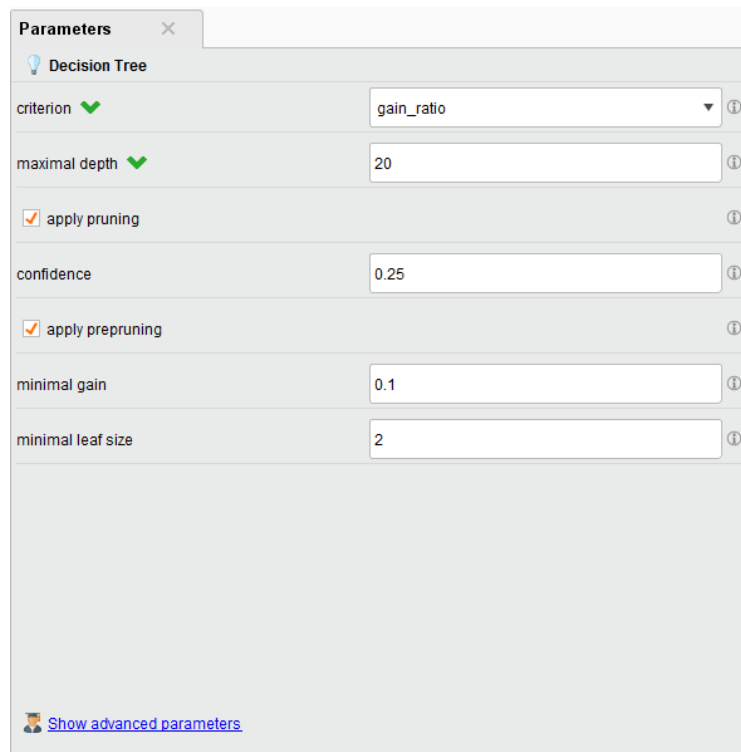 Parameters
Decision Tree
criterion gain_ratio
maximal depth 20
apply pruning
confidence 0.25
apply prepruning
minimal gain 0.1
minimal leaf size 2
Show advanced parameters